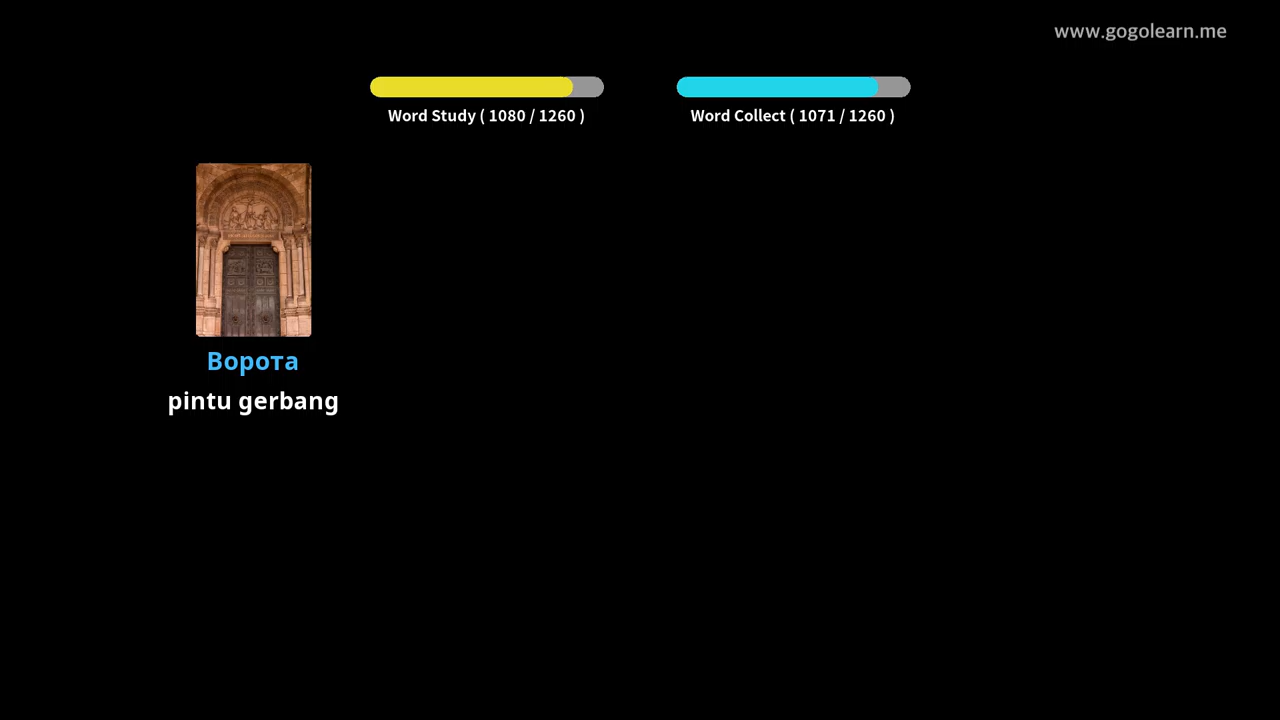 www.gogolearn.me
Word Study ( 1080 / 1260 )
Word Collect ( 1071 / 1260 )
Ворота
pintu gerbang